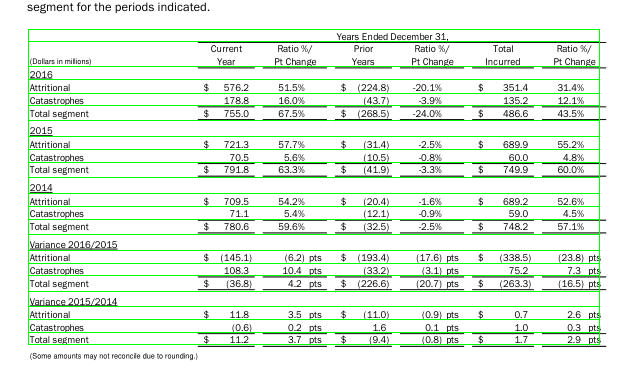 segment for the periods indicated.
Years Ended December 31,
Current Ratio %/ Prior Ratio %/ Total Ratio %/
(Dollars in millions) Year Pt Change Years Pt Change Incurred Pt Change
2016
Attritional $ 576.2 51.5% $ (224.8) -20.1% $ 351.4 31.4%
Catastrophes 178.8 16.0% (43.7) -3.9% 135.2 12.1%
Total segment $ 755.0 67.5% $ (268.5) -24.0% $ 486.6 43.5%
2015
Attritional $ 721.3 57.7% $ (31.4) -2.5% $ 689.9 55.2%
Catastrophes 70.5 5.6% (10.5) -0.8% 60.0 4.8%
Total segment $ 791.8 63.3% $ (41.9) -3.3% $ 749.9 60.0%
2014
Attritional $ 709.5 54.2% $ (20.4) -1.6% $ 689.2 52.6%
Catastrophes 71.1 5.4% (12.1) -0.9% 59.0 4.5%
Total segment $ 780.6 59.6% $ (32.5) -2.5% $ 748.2 57.1%
Variance 2016/2015
Attritional $ (145.1) (6.2) pts $ (193.4) (17.6) pts $ (338.5) (23.8) pts
Catastrophes 108.3 10.4 pts (33.2) (3.1) pts 75.2 7.3 pts
Total segment $ (36.8) 4.2 pts $ (226.6) (20.7) pts $ (263.3) (16.5) pts
Variance 2015/2014
Attritional $ 11.8 3.5 pts $ (11.0) (0.9) pts $ 0.7 2.6 pts
Catastrophes (0.6) 0.2 pts 1.6 0.1 pts 1.0 0.3 pts
Total segment $ 11.2 3.7 pts $ (9.4) (0.8) pts $ 1.7 2.9 pts
(Some amounts may not reconcile due to rounding.)